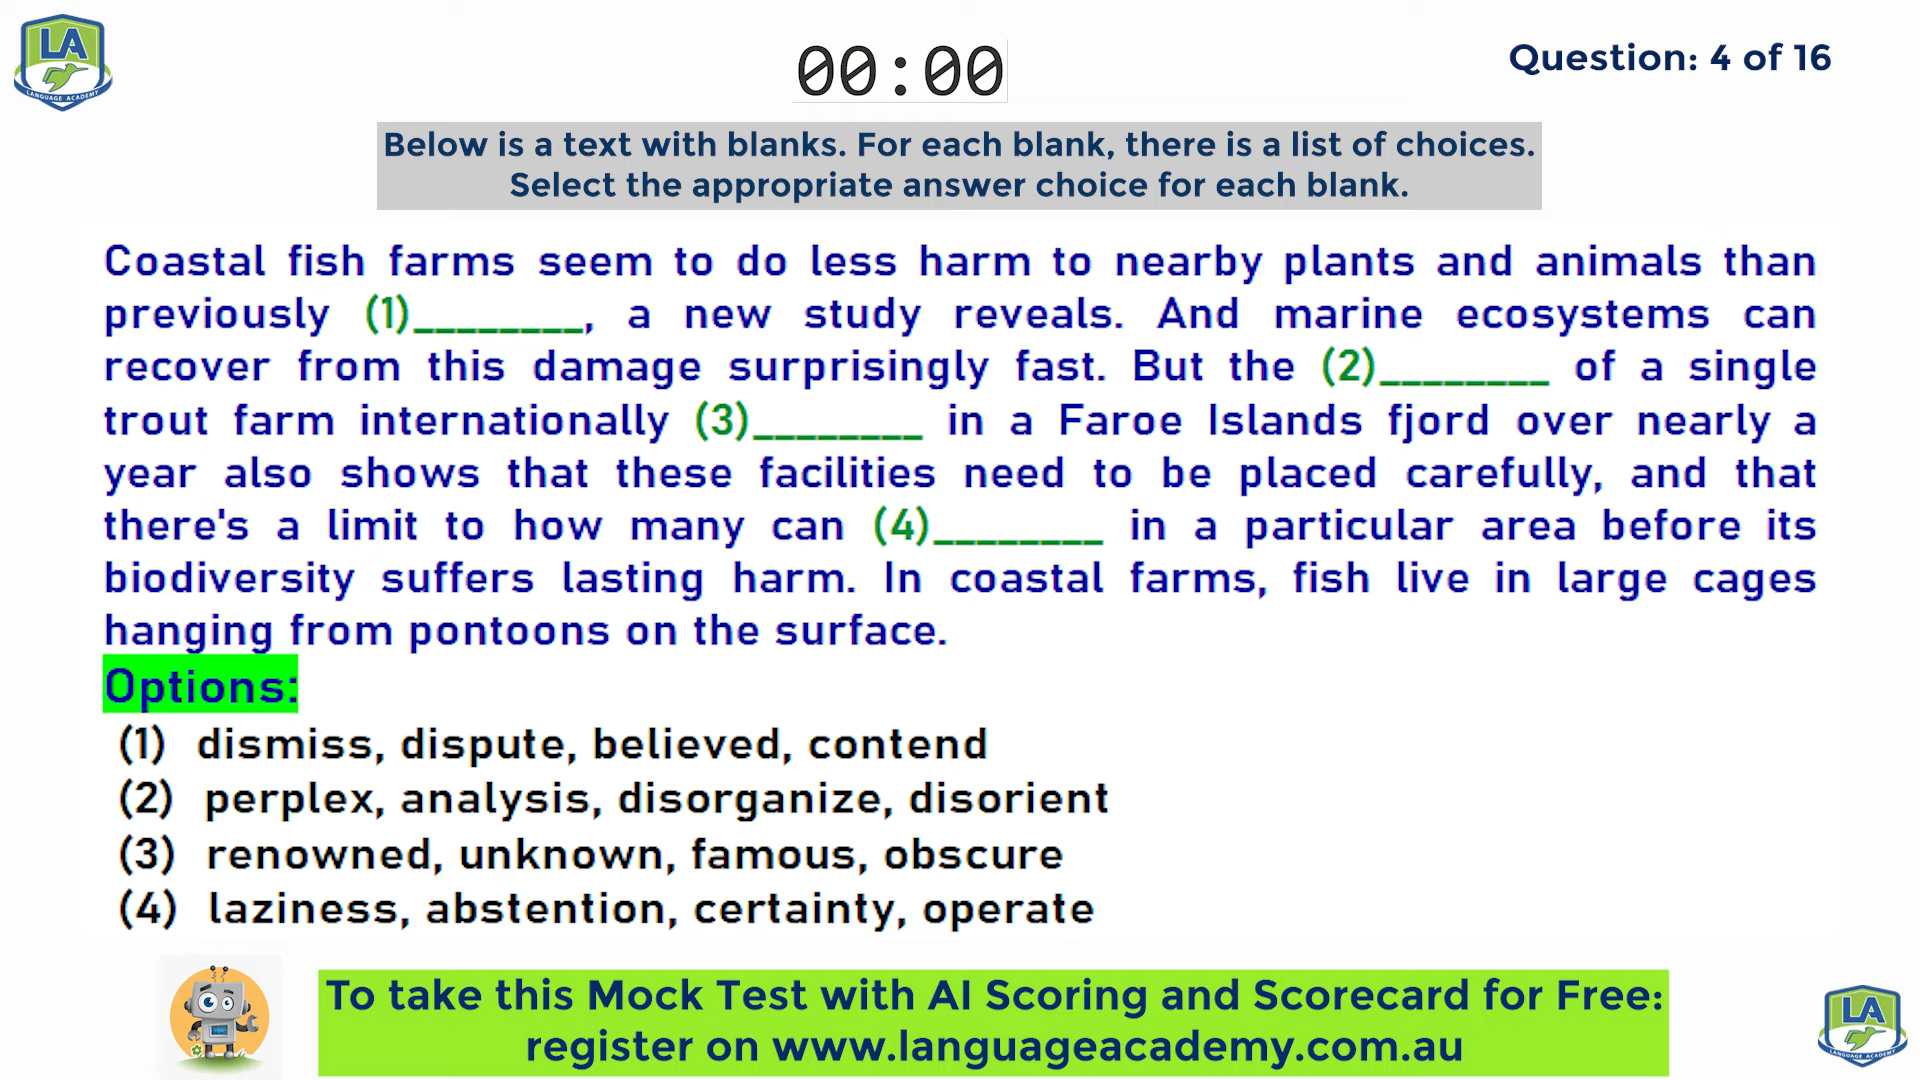 LA
LANGUAGE ACADEMY
00:00
Question: 4 of 16
Below is a text with blanks. For each blank, there is a list of choices.
Select the appropriate answer choice for each blank.
Coastal fish farms seem to do less harm to nearby plants and animals than
previously (1)________, a new study reveals. And marine ecosystems can
recover from this damage surprisingly fast. But the (2)________ of a single
trout farm internationally (3)________ in a Faroe Islands fjord over nearly a
year also shows that these facilities need to be placed carefully, and that
there's a limit to how many can (4)________ in a particular area before its
biodiversity suffers lasting harm. In coastal farms, fish live in large cages
hanging from pontoons on the surface.
Options:
(1) dismiss, dispute, believed, contend
(2) perplex, analysis, disorganize, disorient
(3) renowned, unknown, famous, obscure
(4) laziness, abstention, certainty, operate
To take this Mock Test with AI Scoring and Scorecard for Free:
register on www.languageacademy.com.au
LA
LANGUAGE ACADEMY